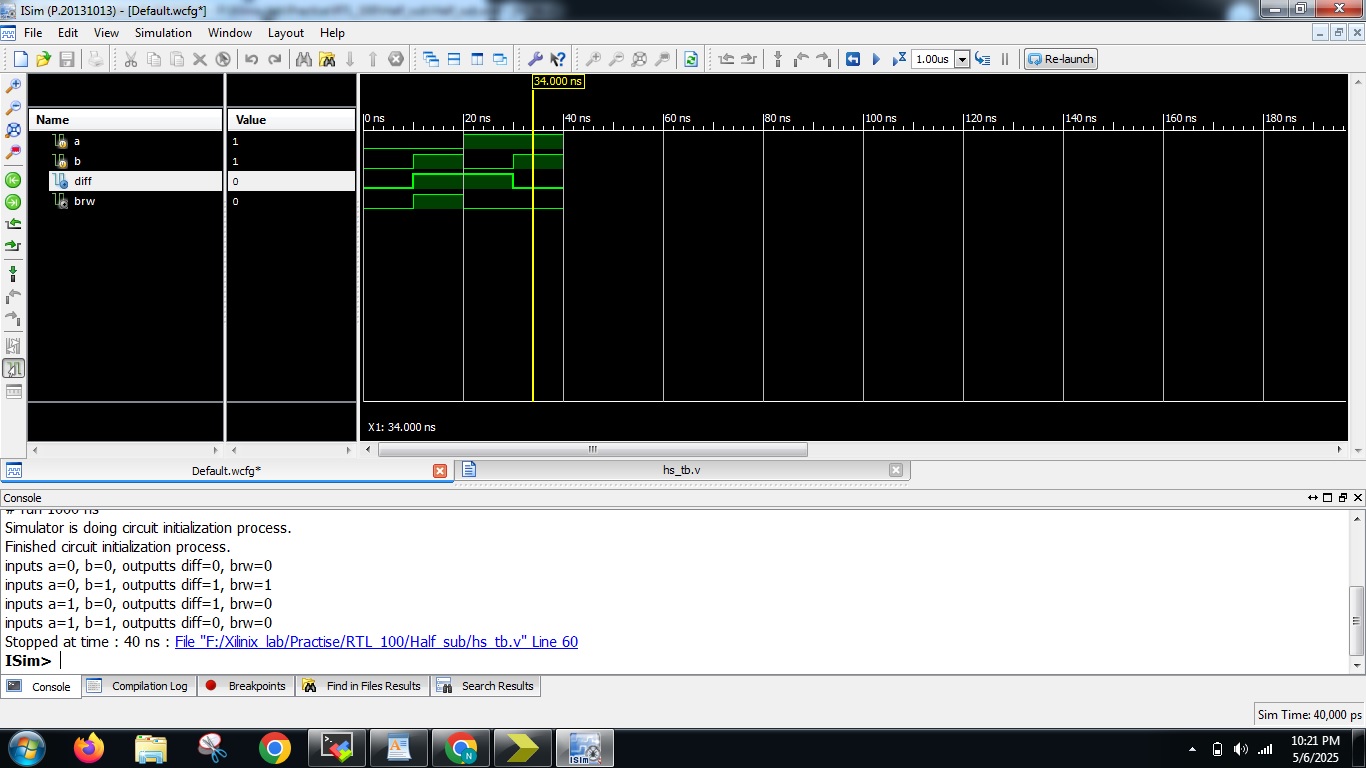 ISim (P.20131013) - [Default.wcfg*]
File Edit View Simulation Window Layout Help
1.00us Re-launch
34.000 ns
Name Value
0 ns 20 ns 40 ns 60 ns 80 ns 100 ns 120 ns 140 ns 160 ns 180 ns
a 1
b 1
diff 0
brw 0
X1: 34.000 ns
Default.wcfg* hs_tb.v
Console
# run 1000 ns
Simulator is doing circuit initialization process.
Finished circuit initialization process.
inputs a=0, b=0, outputts diff=0, brw=0
inputs a=0, b=1, outputts diff=1, brw=1
inputs a=1, b=0, outputts diff=1, brw=0
inputs a=1, b=1, outputts diff=0, brw=0
Stopped at time : 40 ns : File "F:/Xilinix_lab/Practise/RTL_100/Half_sub/hs_tb.v" Line 60
ISim>
Console Compilation Log Breakpoints Find in Files Results Search Results
Sim Time: 40,000 ps
N
ISim
10:21 PM
5/6/2025